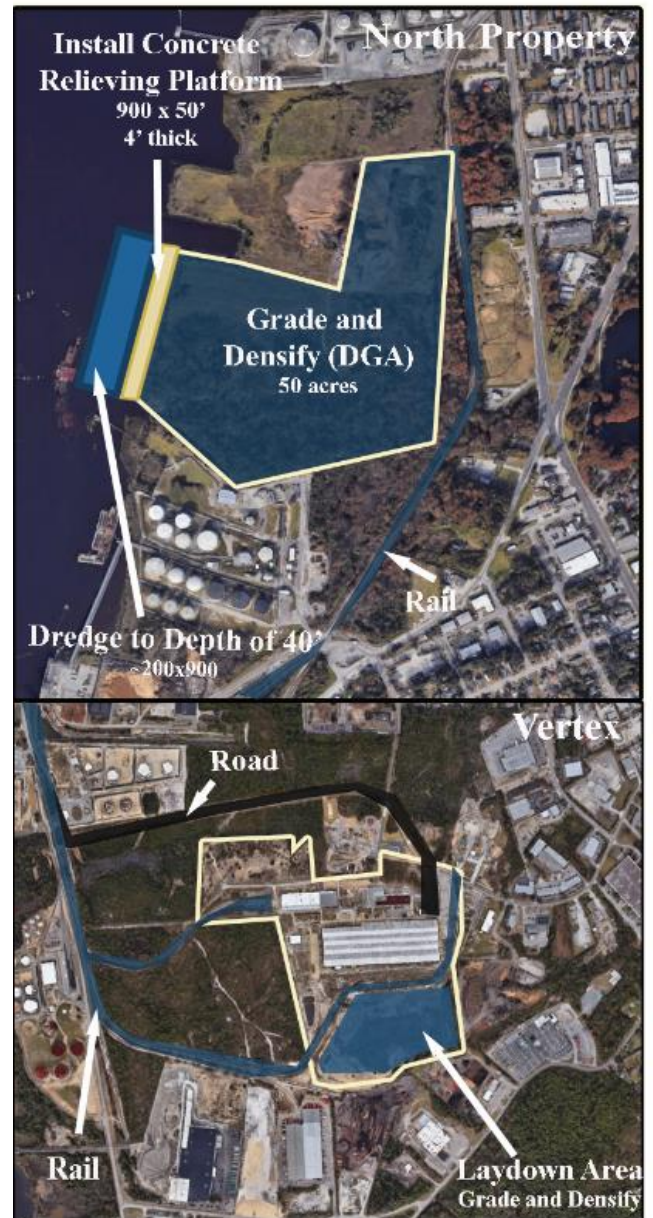 North Property
Install Concrete
Relieving Platform
900 x 50'
4' thick
Grade and
Densify (DGA)
50 acres
Rail
Dredge to Depth of 40'
~200x900
Vertex
Road
Rail
Laydown Area
Grade and Densify